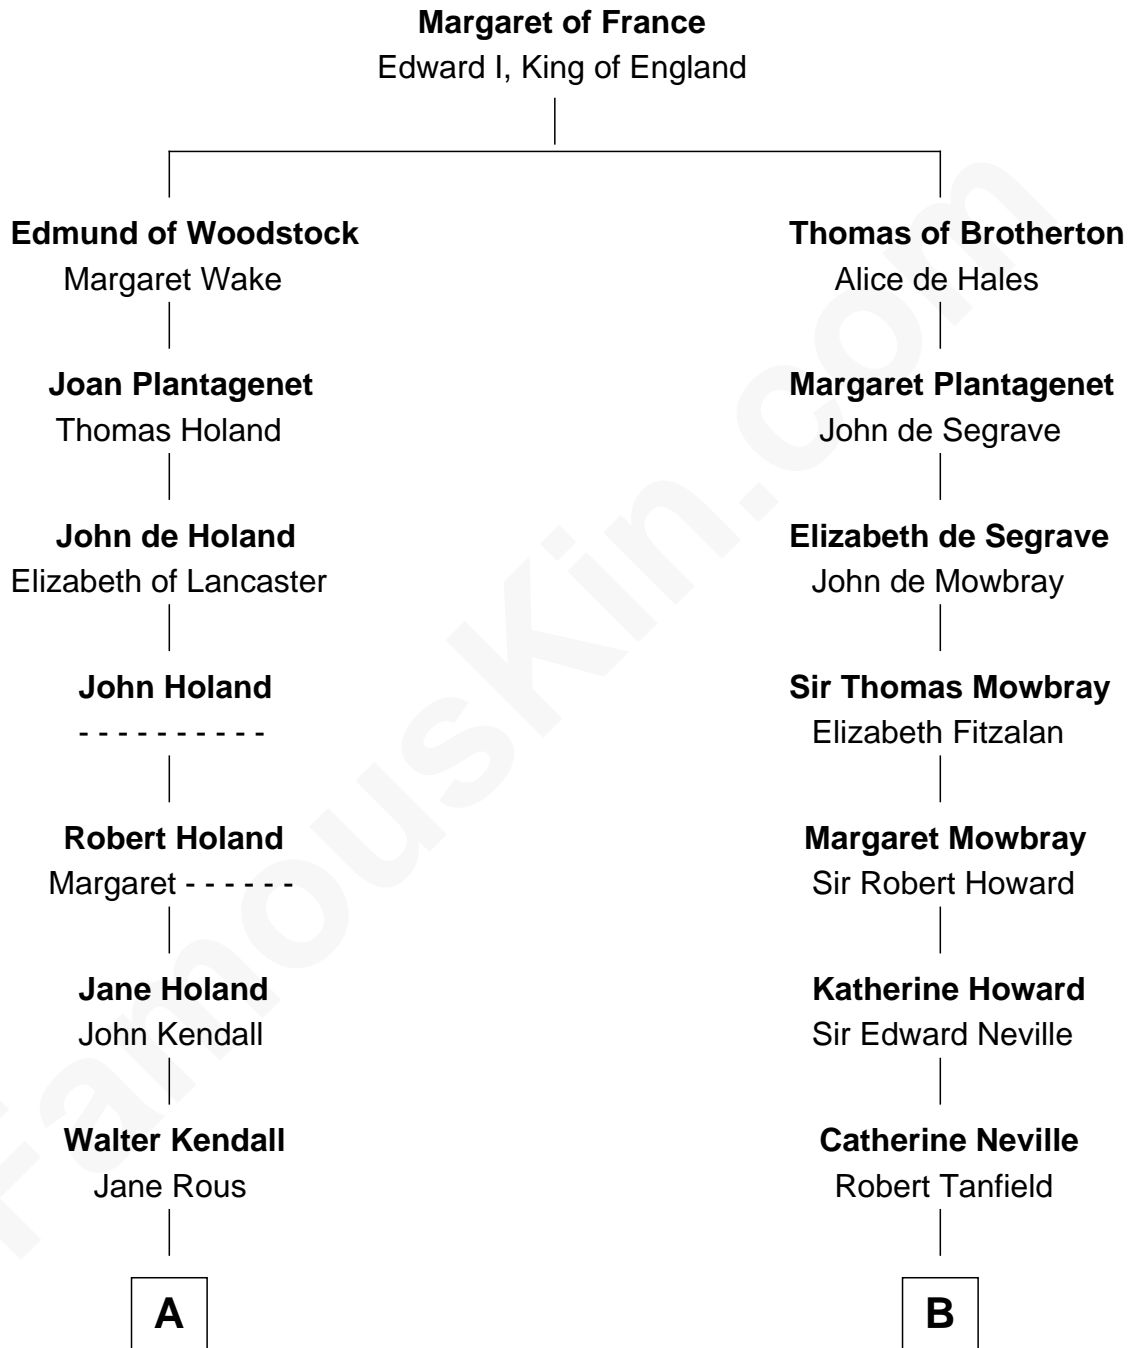 Margaret of France
Edward I, King of England
Edmund of Woodstock
Margaret Wake
Joan Plantagenet
Thomas Holand
John de Holand
Elizabeth of Lancaster
John Holand
- - - - - - - - - -
Robert Holand
Margaret - - - - - -
Jane Holand
John Kendall
Walter Kendall
Jane Rous
A
Thomas of Brotherton
Alice de Hales
Margaret Plantagenet
John de Segrave
Elizabeth de Segrave
John de Mowbray
Sir Thomas Mowbray
Elizabeth Fitzalan
Margaret Mowbray
Sir Robert Howard
Katherine Howard
Sir Edward Neville
Catherine Neville
Robert Tanfield
B
FamousKin.com